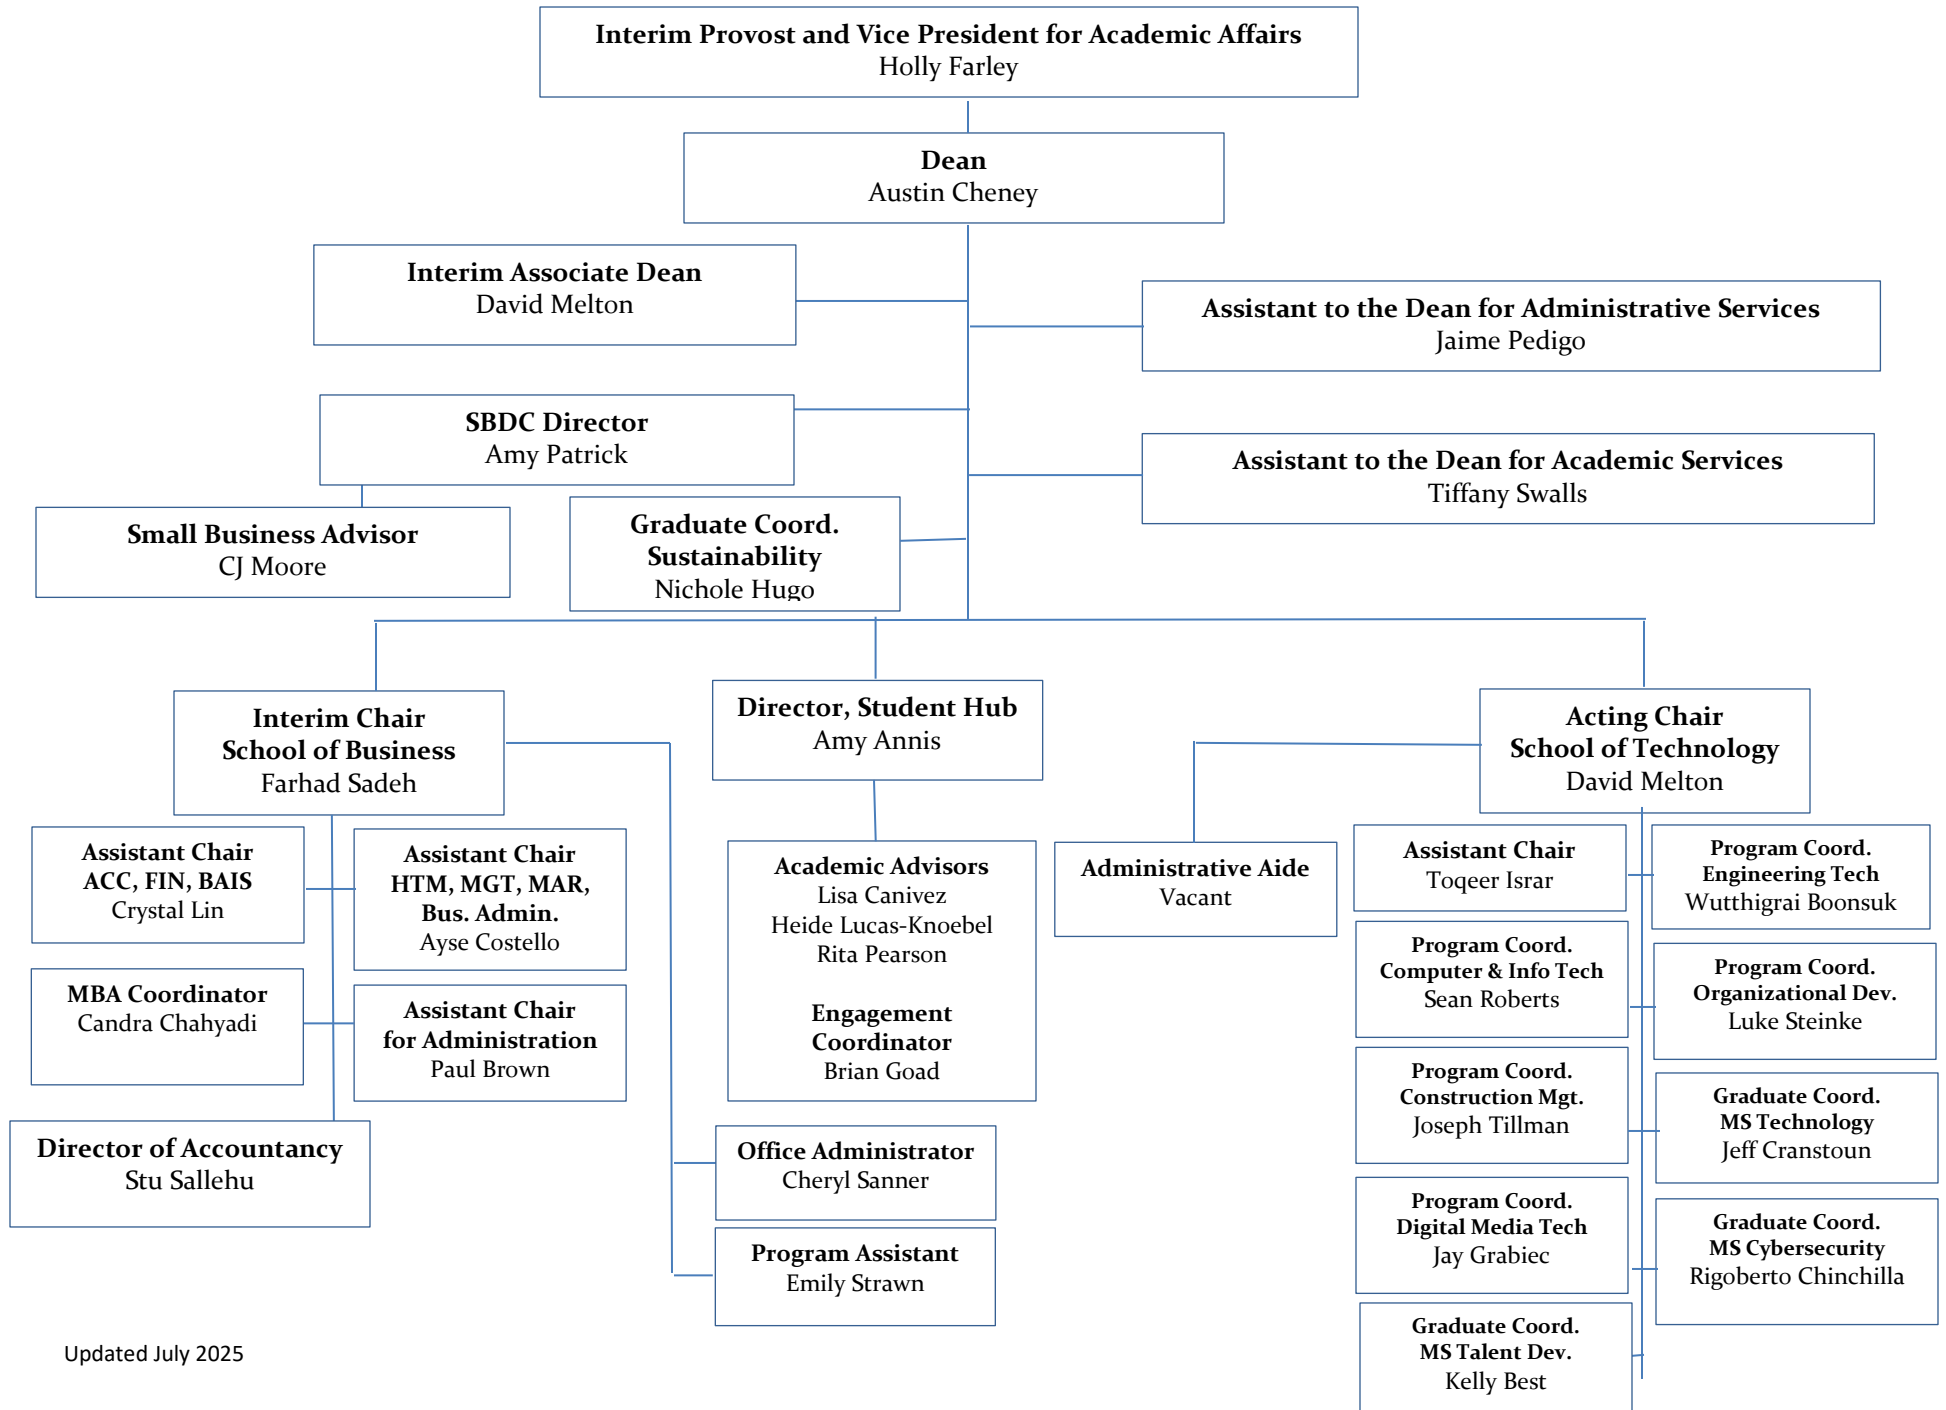 Interim Provost and Vice President for Academic Affairs
Holly Farley
Dean
Austin Cheney
Interim Associate Dean
David Melton
Assistant to the Dean for Administrative Services
Jaime Pedigo
SBDC Director
Amy Patrick
Assistant to the Dean for Academic Services
Tiffany Swalls
Small Business Advisor
CJ Moore
Graduate Coord.
Sustainability
Nichole Hugo
Interim Chair
School of Business
Farhad Sadeh
Director, Student Hub
Amy Annis
Acting Chair
School of Technology
David Melton
Assistant Chair
ACC, FIN, BAIS
Crystal Lin
Assistant Chair
HTM, MGT, MAR,
Bus. Admin.
Ayse Costello
MBA Coordinator
Candra Chahyadi
Assistant Chair
for Administration
Paul Brown
Director of Accountancy
Stu Sallehu
Academic Advisors
Lisa Canivez
Heide Lucas-Knoebel
Rita Pearson
Engagement
Coordinator
Brian Goad
Office Administrator
Cheryl Sanner
Program Assistant
Emily Strawn
Administrative Aide
Vacant
Assistant Chair
Toqeer Israr
Program Coord.
Engineering Tech
Wutthigrai Boonsuk
Program Coord.
Computer & Info Tech
Sean Roberts
Program Coord.
Organizational Dev.
Luke Steinke
Program Coord.
Construction Mgt.
Joseph Tillman
Graduate Coord.
MS Technology
Jeff Cranstoun
Program Coord.
Digital Media Tech
Jay Grabiec
Graduate Coord.
MS Cybersecurity
Rigoberto Chinchilla
Graduate Coord.
MS Talent Dev.
Kelly Best
Updated July 2025